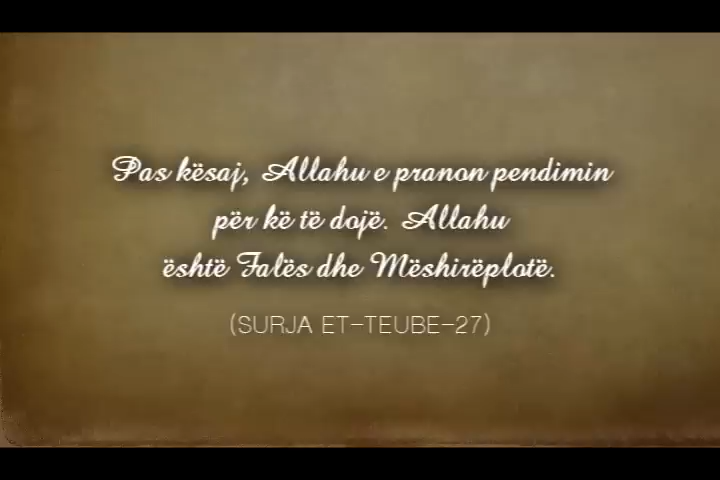 Pas kësaj, Allahu e pranon pendimin
për kë të dojë. Allahu
është Falës dhe Mëshirëplotë.
(SURJA ET-TEUBE-27)